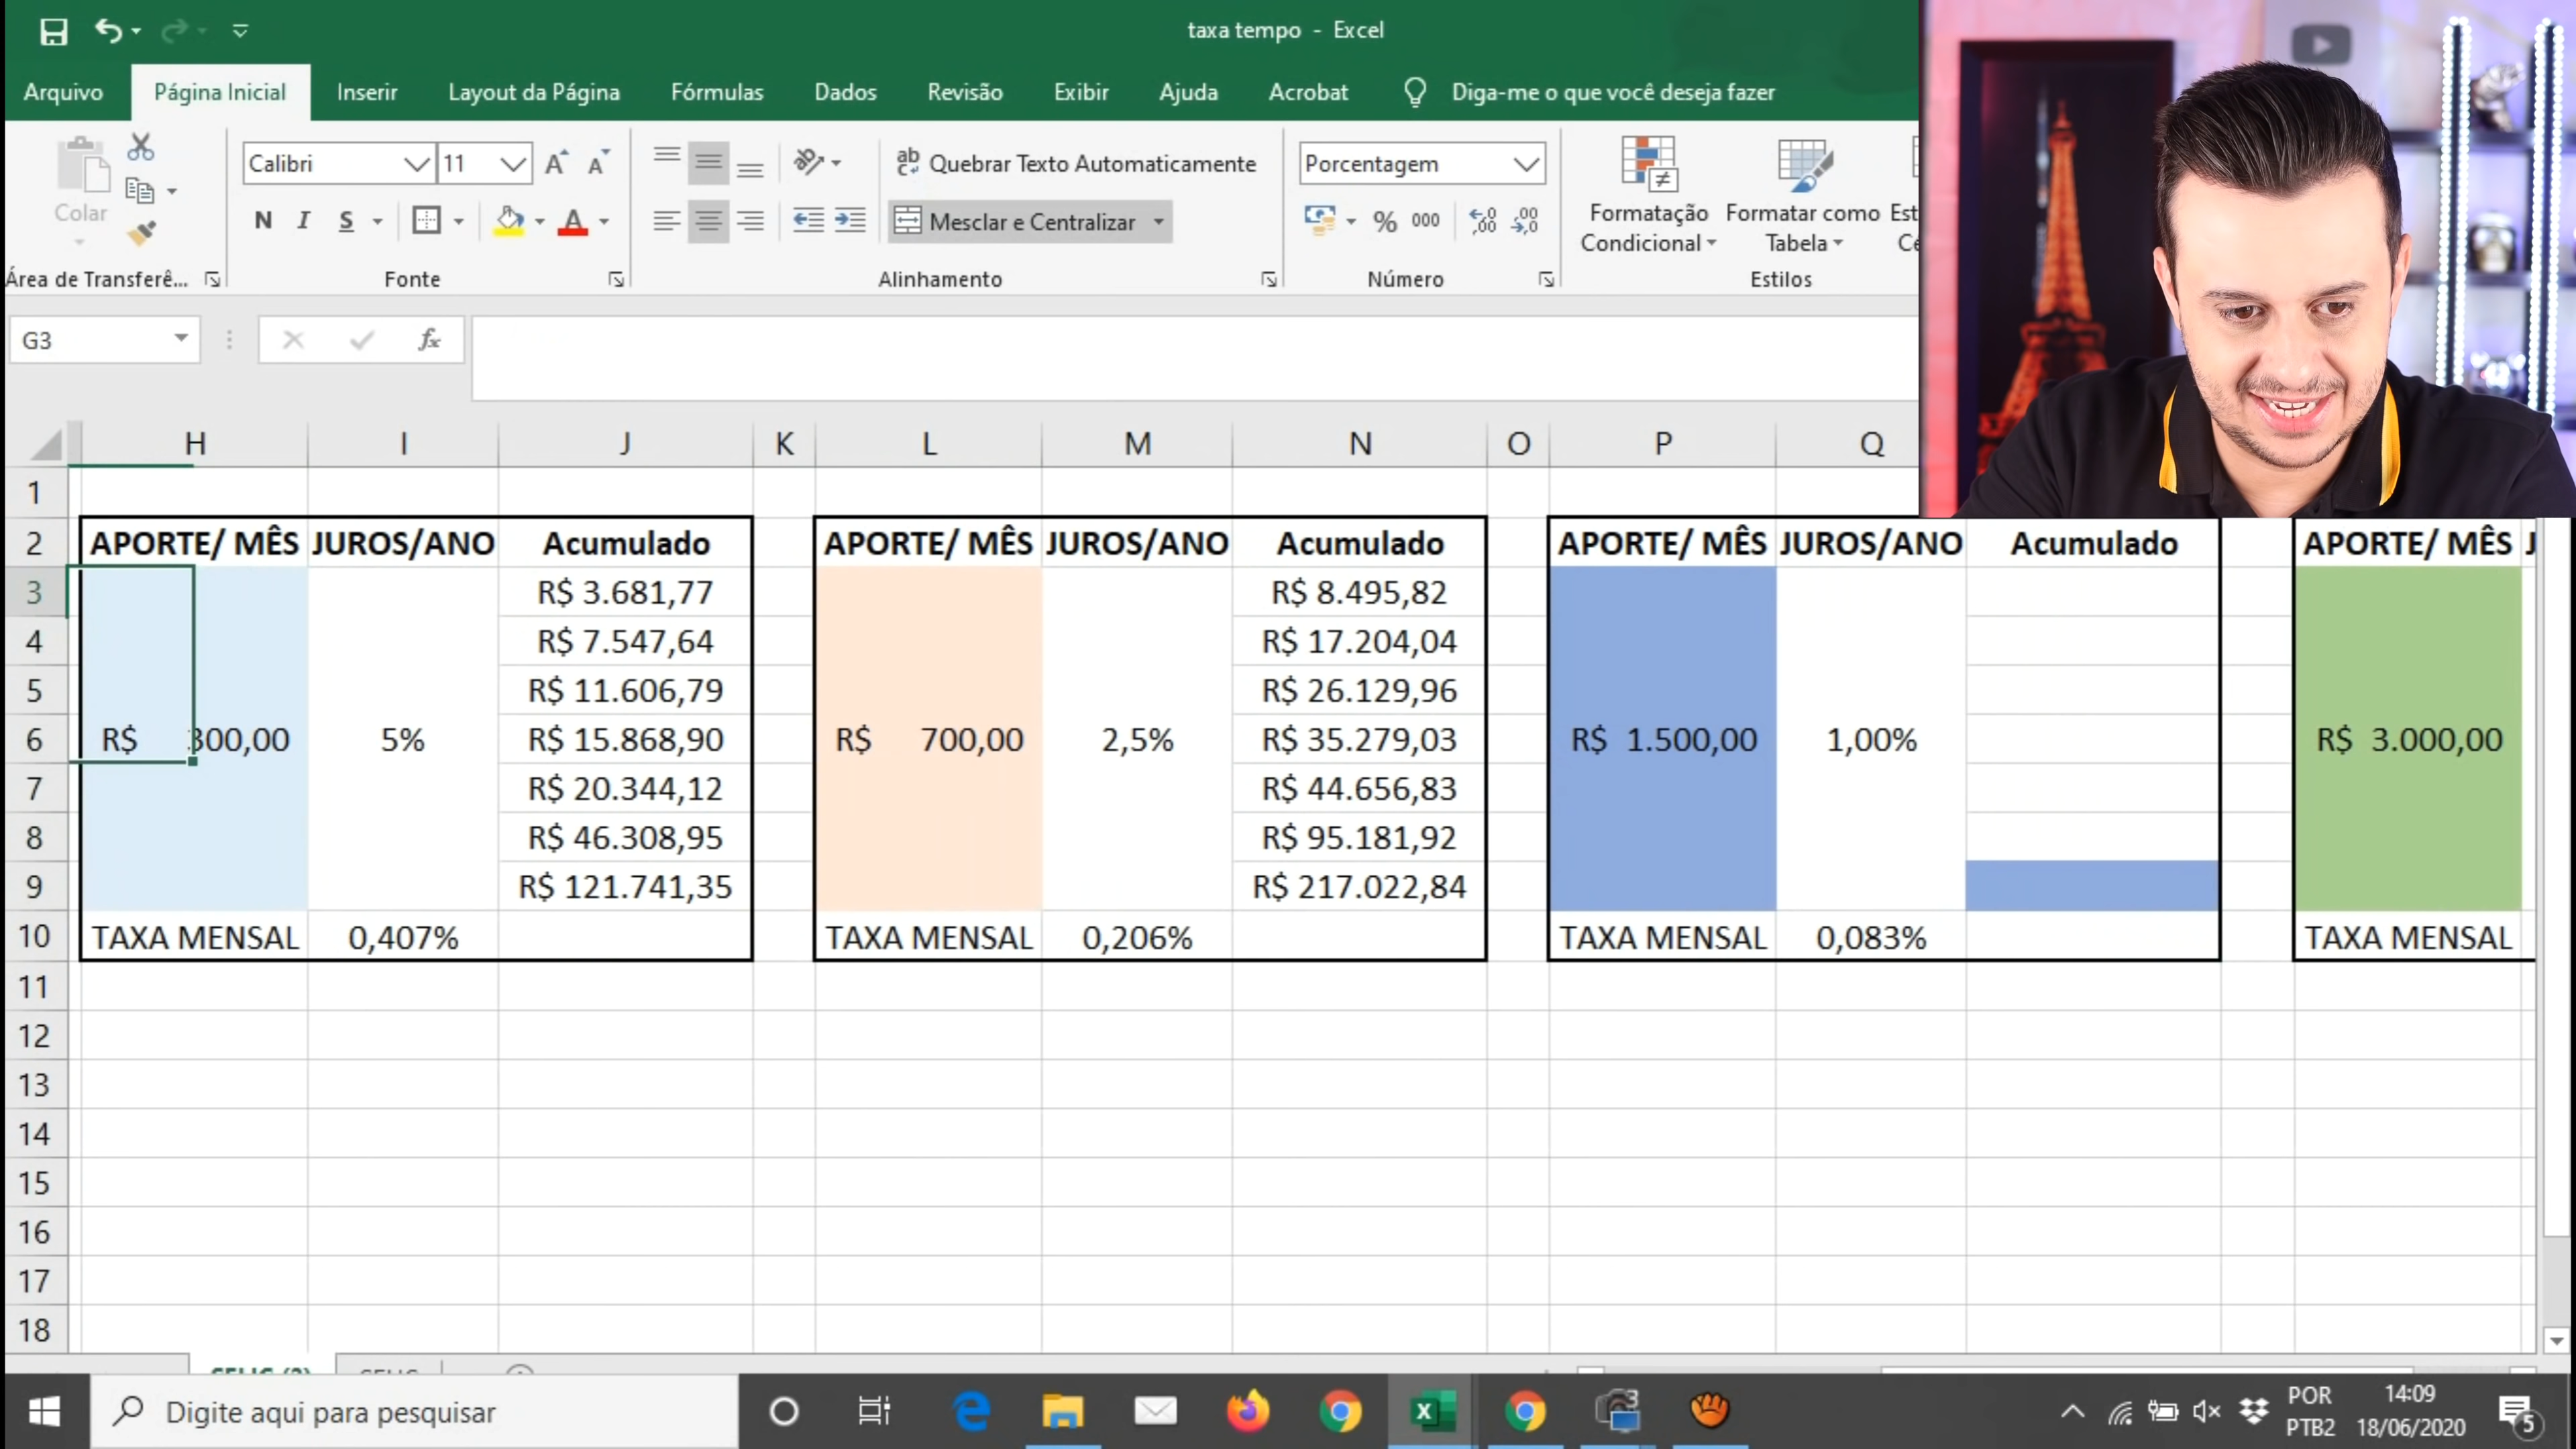 taxa tempo - Excel
Arquivo Página Inicial Inserir Layout da Página Fórmulas Dados Revisão Exibir Ajuda Acrobat Diga-me o que você deseja fazer
Colar
Calibri 11
N I S
Quebrar Texto Automaticamente
Mesclar e Centralizar
Porcentagem
% 000
Formatação Condicional
Formatar como Tabela
Est
Cé
Área de Transferê... Fonte Alinhamento Número Estilos
G3 fx
H I J K L M N O P Q
1
2 APORTE/ MÊS JUROS/ANO Acumulado APORTE/ MÊS JUROS/ANO Acumulado APORTE/ MÊS JUROS/ANO Acumulado APORTE/ MÊS J
3 R$ 3.681,77 R$ 8.495,82
4 R$ 7.547,64 R$ 17.204,04
5 R$ 11.606,79 R$ 26.129,96
6 R$ 300,00 5% R$ 15.868,90 R$ 700,00 2,5% R$ 35.279,03 R$ 1.500,00 1,00% R$ 3.000,00
7 R$ 20.344,12 R$ 44.656,83
8 R$ 46.308,95 R$ 95.181,92
9 R$ 121.741,35 R$ 217.022,84
10 TAXA MENSAL 0,407% TAXA MENSAL 0,206% TAXA MENSAL 0,083% TAXA MENSAL
11
12
13
14
15
16
17
18
Digite aqui para pesquisar
POR
PTB2
14:09
18/06/2020
5